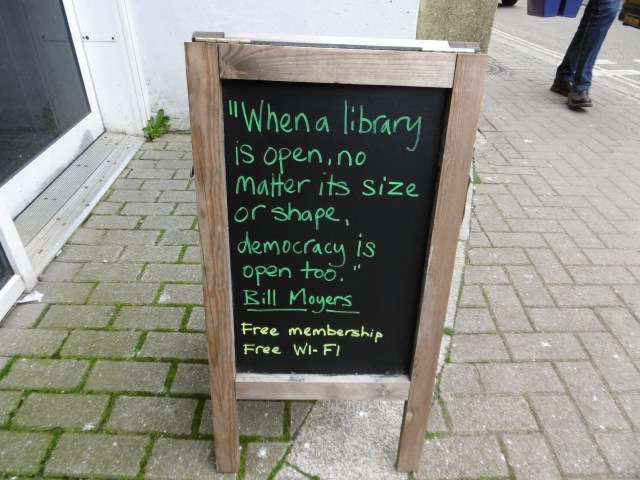 "When a library
is open, no
matter its size
or shape,
democracy is
open too."
Bill Moyers
Free membership
Free WI-FI